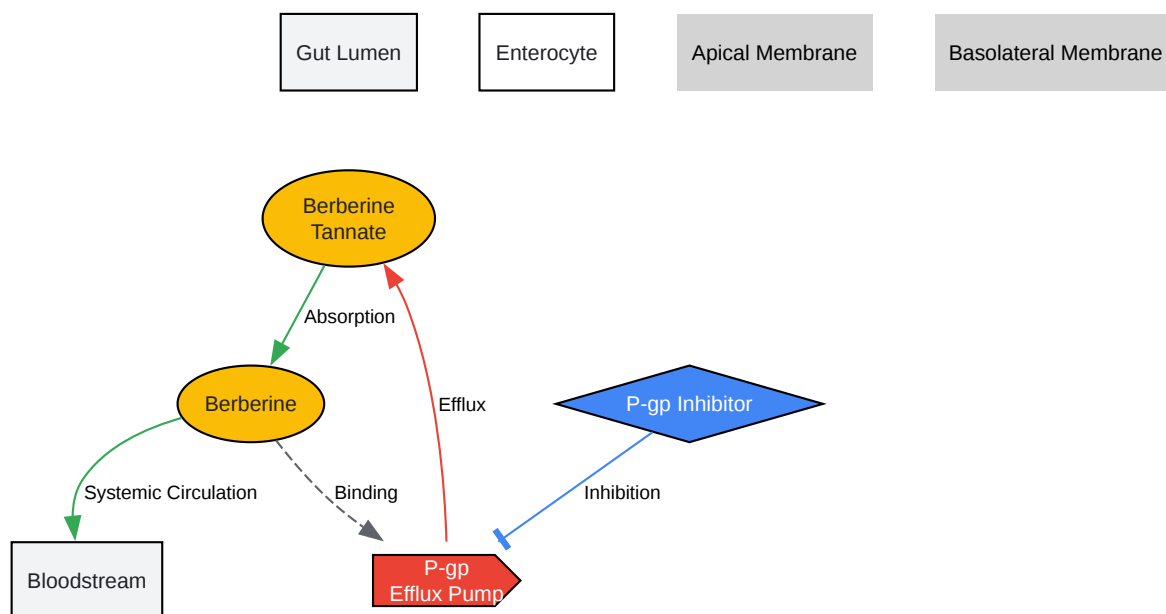 Gut Lumen
Enterocyte
Apical Membrane
Basolateral Membrane
Berberine
Tannate
Absorption
Berberine
Efflux
P-gp Inhibitor
Systemic Circulation
Binding
Inhibition
Bloodstream
P-gp
Efflux Pump